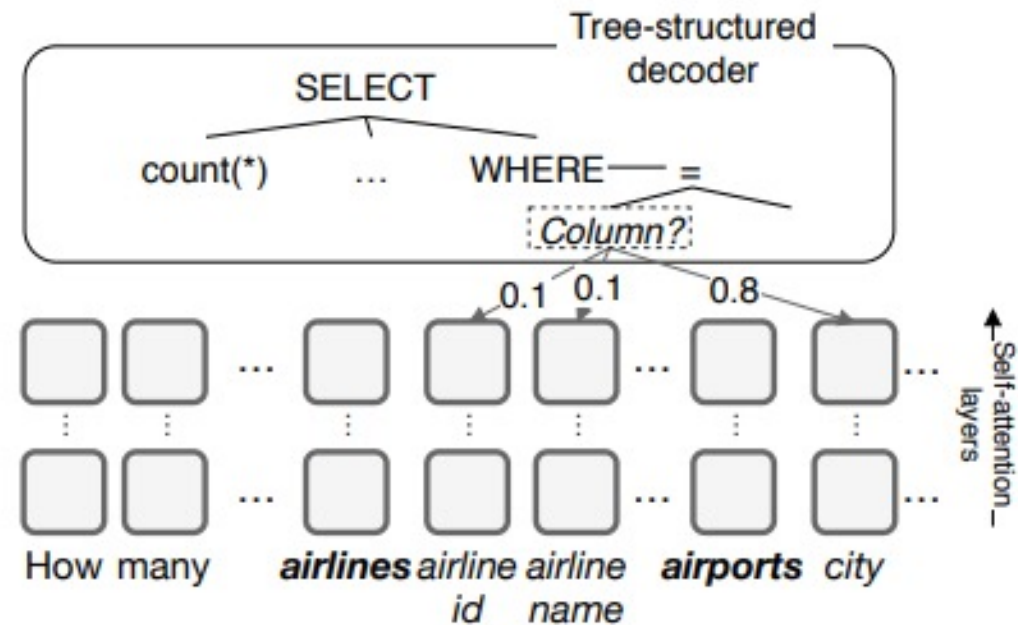 Tree-structured
decoder
SELECT
count(*) ... WHERE =
Column?
0.1 0.1 0.8
... ... ...
... ... ...
How many airlines airline id airline name airports city
Self-attention
layers